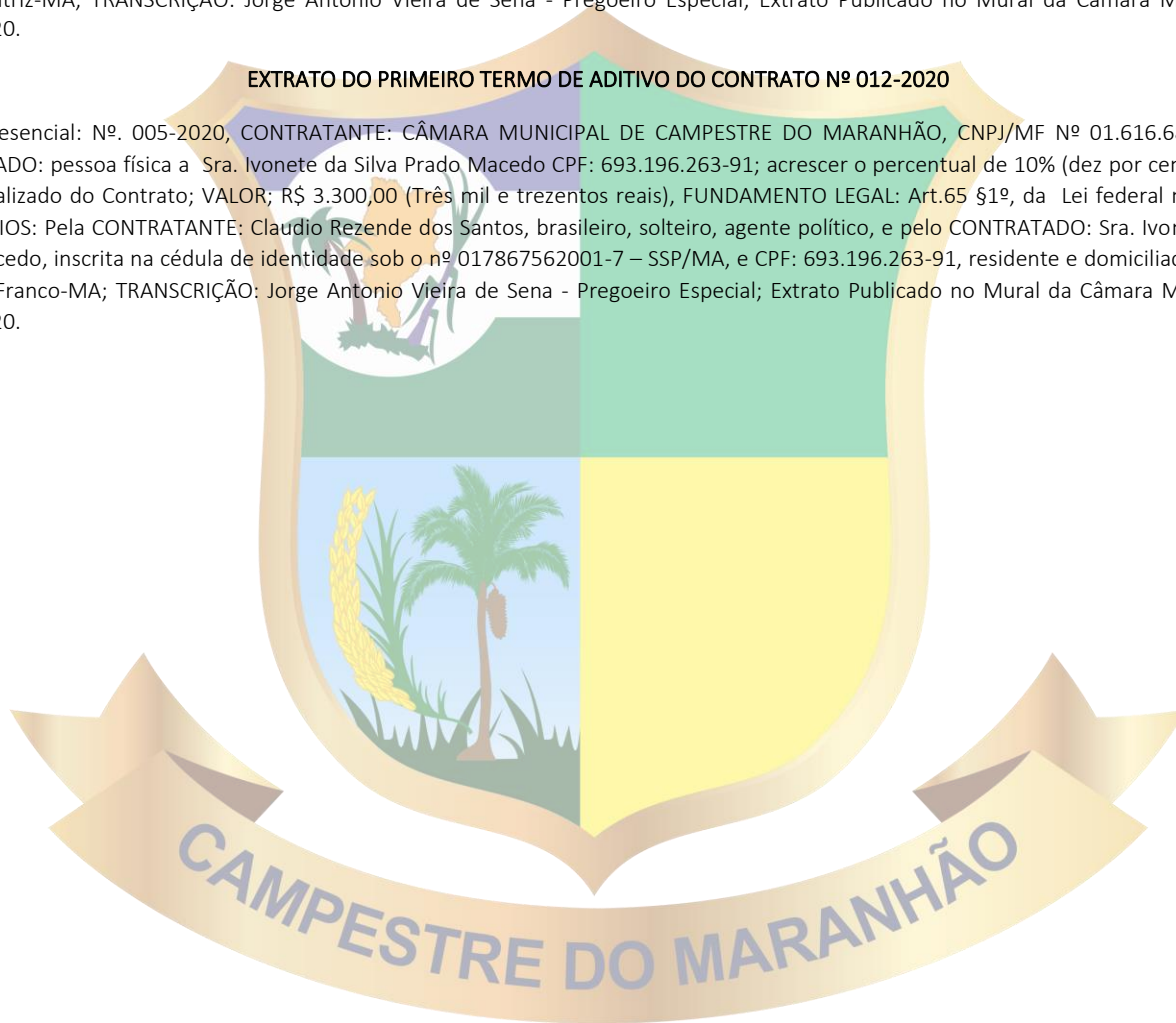 triz-MA; TRANSCRIÇÃO: Jorge Antonio Vieira de Sena - Pregoeiro Especial; Extrato Publicado no Mural da Câmara M
20.
EXTRATO DO PRIMEIRO TERMO DE ADITIVO DO CONTRATO Nº 012-2020
esencial: Nº. 005-2020, CONTRATANTE: CÂMARA MUNICIPAL DE CAMPESTRE DO MARANHÃO, CNPJ/MF Nº 01.616.6
ADO: pessoa física a Sra. Ivonete da Silva Prado Macedo CPF: 693.196.263-91; acrescer o percentual de 10% (dez por cen
alizado do Contrato; VALOR; R$ 3.300,00 (Três mil e trezentos reais), FUNDAMENTO LEGAL: Art.65 §1º, da Lei federal
IOS: Pela CONTRATANTE: Claudio Rezende dos Santos, brasileiro, solteiro, agente político, e pelo CONTRATADO: Sra. Ivon
cedo, inscrita na cédula de identidade sob o nº 017867562001-7 – SSP/MA, e CPF: 693.196.263-91, residente e domicilia
Franco-MA; TRANSCRIÇÃO: Jorge Antonio Vieira de Sena - Pregoeiro Especial; Extrato Publicado no Mural da Câmara M
20.
CAMPESTRE DO MARANHÃO